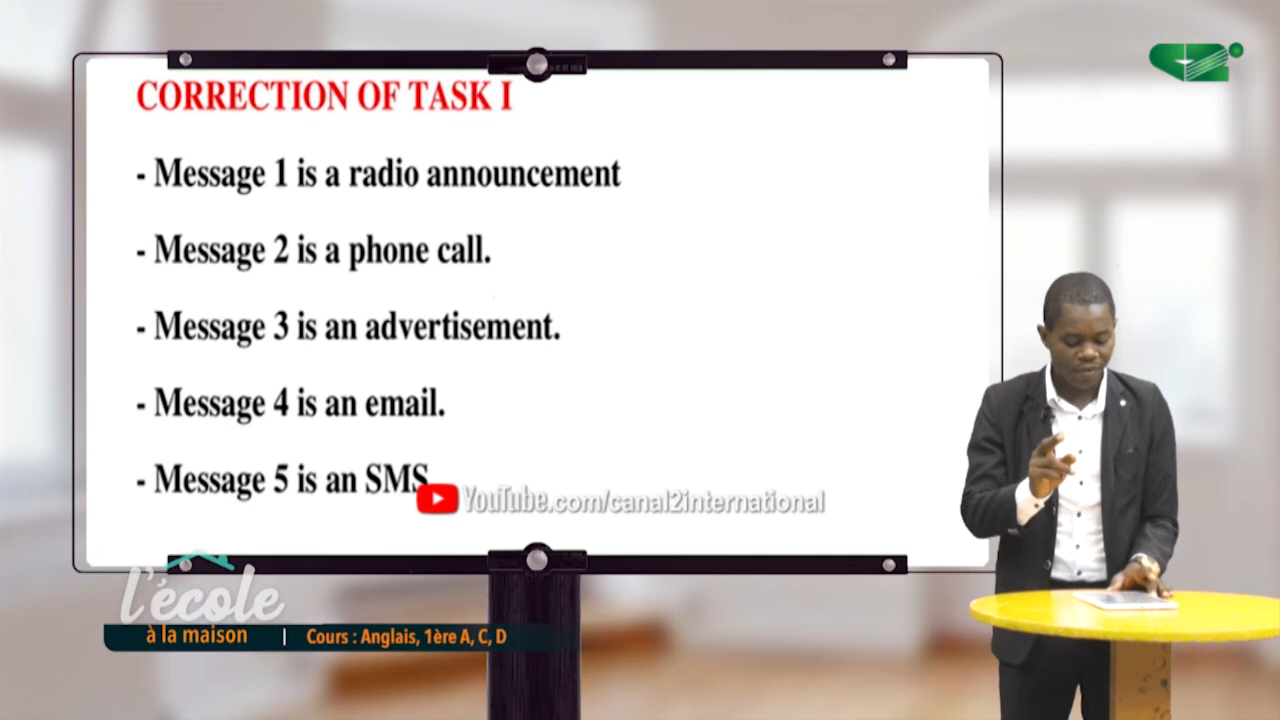 CORRECTION OF TASK I
- Message 1 is a radio announcement
- Message 2 is a phone call.
- Message 3 is an advertisement.
- Message 4 is an email.
- Message 5 is an SMS
YouTube.com/canal2international
l'école
à la maison | Cours : Anglais, 1ère A, C, D